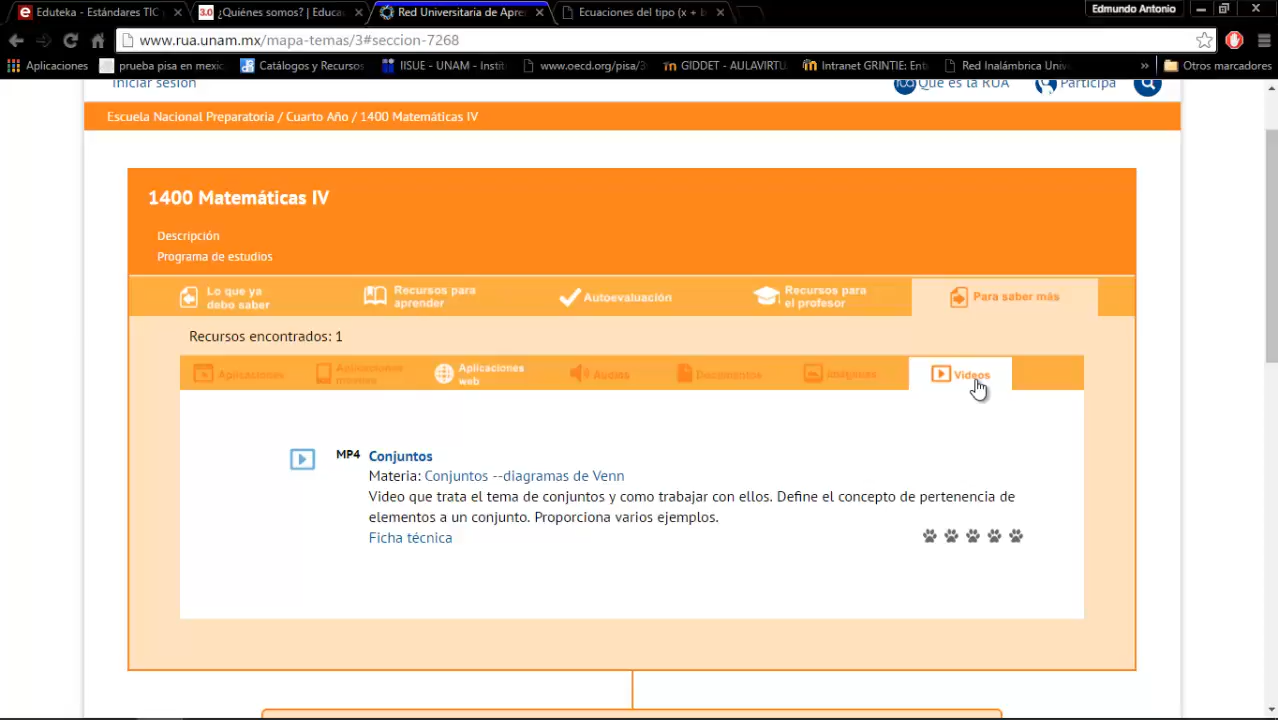 Eduteka - Estándares TIC
¿Quiénes somos? | Educa
Red Universitaria de Apre
Ecuaciones del tipo (x + b
Edmundo Antonio
www.rua.unam.mx/mapa-temas/3#seccion-7268
Aplicaciones
prueba pisa en mexic
Catálogos y Recursos
IISUE - UNAM - Instit
www.oecd.org/pisa/3
GIDDET - AULAVIRTU
Intranet GRINTIE: Ent
Red Inalámbrica Univ
»
Otros marcadores
Iniciar sesión
Qué es la RUA
Participa
Escuela Nacional Preparatoria / Cuarto Año / 1400 Matemáticas IV
1400 Matemáticas IV
Descripción
Programa de estudios
Lo que ya
debo saber
Recursos para
aprender
Autoevaluación
Recursos para
el profesor
Para saber más
Recursos encontrados: 1
Aplicaciones
Aplicaciones
móviles
Aplicaciones
web
Audios
Documentos
Imágenes
Videos
MP4
Conjuntos
Materia: Conjuntos --diagramas de Venn
Video que trata el tema de conjuntos y como trabajar con ellos. Define el concepto de pertenencia de
elementos a un conjunto. Proporciona varios ejemplos.
Ficha técnica